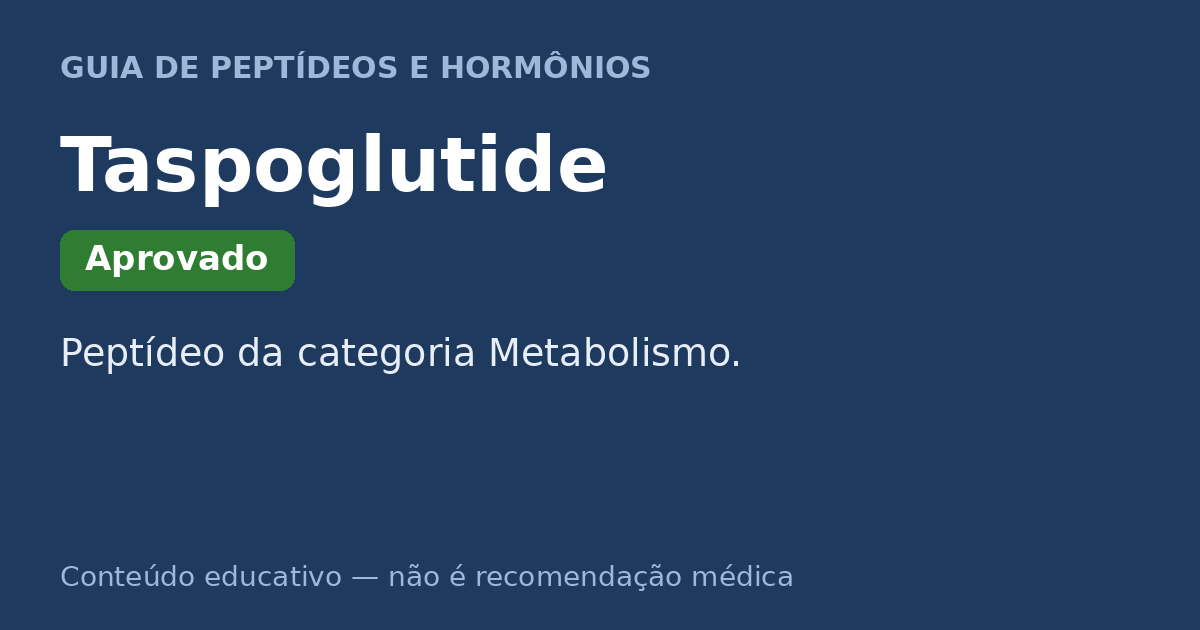 GUIA DE PEPTÍDEOS E HORMÔNIOS
Taspoglutide
Aprovado
Peptídeo da categoria Metabolismo.
Conteúdo educativo — não é recomendação médica